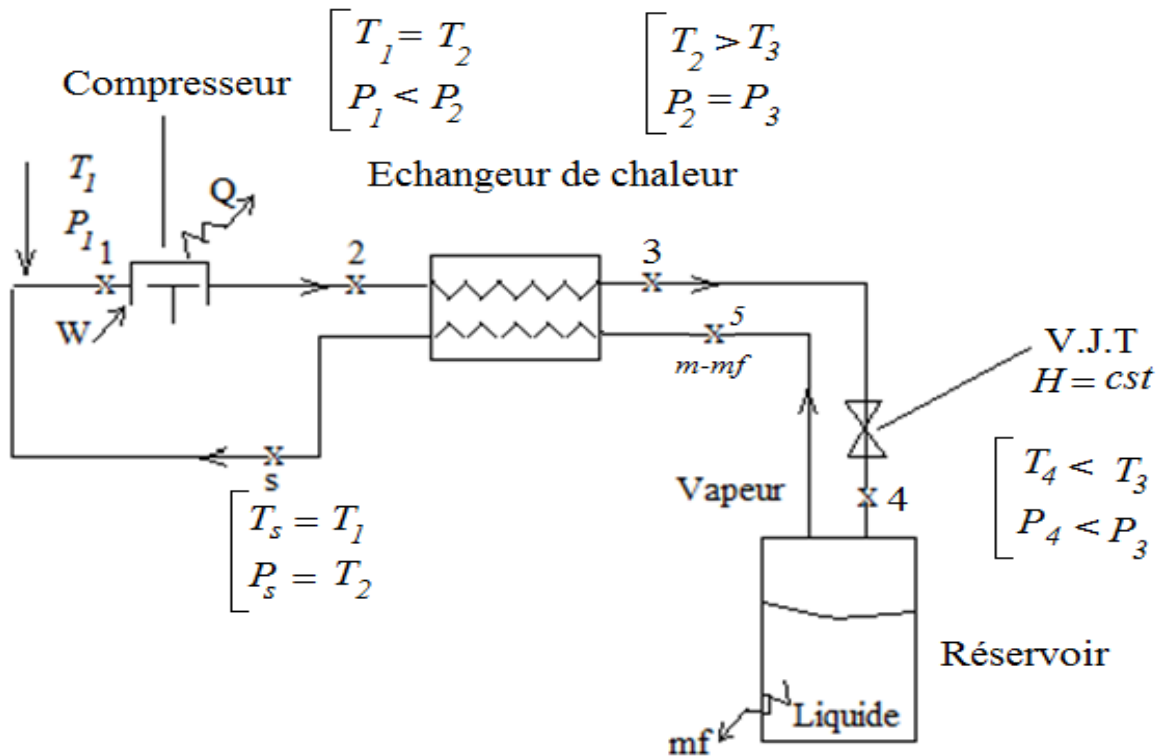 T1 = T2
P1 < P2
T2 > T3
P2 = P3
Compresseur
Echangeur de chaleur
T1
P1
Q
1
2
3
W
5
m-mf
V.J.T
H = cst
s
Vapeur
4
T4 < T3
P4 < P3
Ts = T1
Ps = T2
Réservoir
Liquide
mf